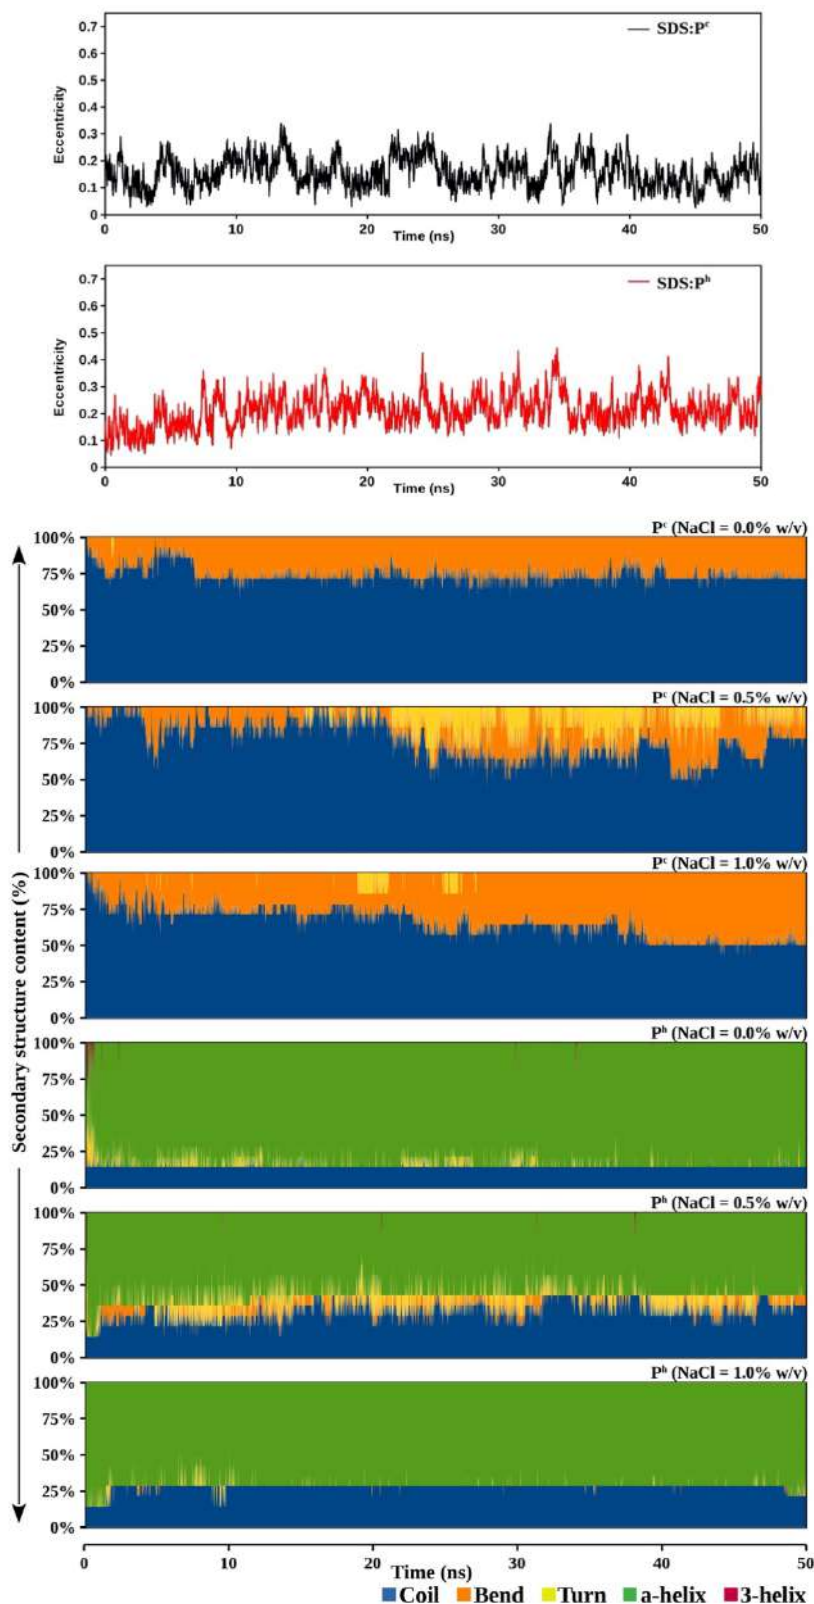 SDS:Pᶜ
Eccentricity
0.7
0.6
0.5
0.4
0.3
0.2
0.1
0
0 10 20 30 40 50
Time (ns)
SDS:Pʰ
Eccentricity
0.7
0.6
0.5
0.4
0.3
0.2
0.1
0
0 10 20 30 40 50
Time (ns)
Secondary structure content (%)
Pᶜ (NaCl = 0.0% w/v)
100%
75%
50%
25%
0%
Pᶜ (NaCl = 0.5% w/v)
100%
75%
50%
25%
0%
Pᶜ (NaCl = 1.0% w/v)
100%
75%
50%
25%
0%
Pʰ (NaCl = 0.0% w/v)
100%
75%
50%
25%
0%
Pʰ (NaCl = 0.5% w/v)
100%
75%
50%
25%
0%
Pʰ (NaCl = 1.0% w/v)
100%
75%
50%
25%
0%
0 10 20 30 40 50
Time (ns)
Coil Bend Turn a-helix 3-helix